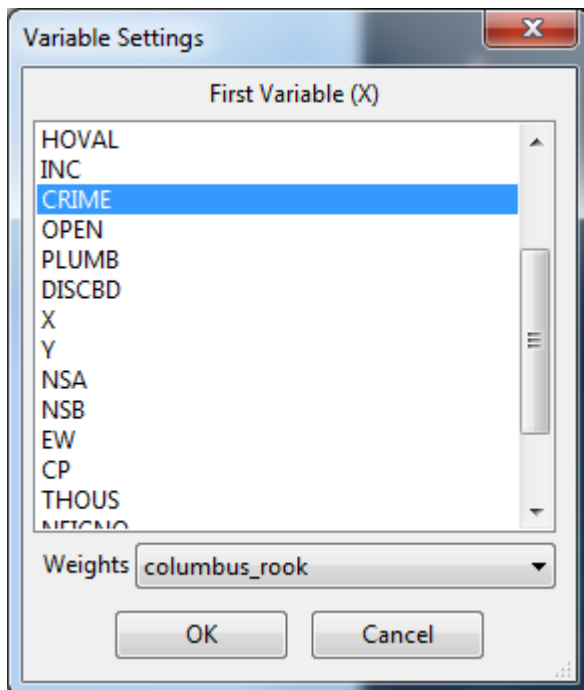 Variable Settings
First Variable (X)
HOVAL
INC
CRIME
OPEN
PLUMB
DISCBD
X
Y
NSA
NSB
EW
CP
THOUS
Weights columbus_rook
OK Cancel